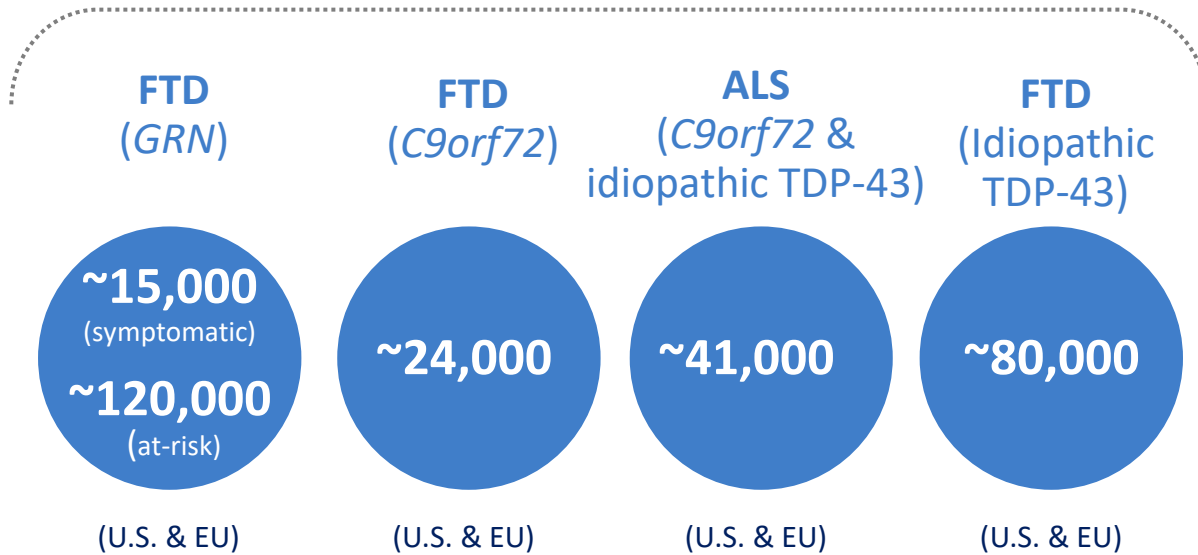 FTD
(GRN)
~15,000
(symptomatic)
~120,000
(at-risk)
(U.S. & EU)
FTD
(C9orf72)
~24,000
(U.S. & EU)
ALS
(C9orf72 &
idiopathic TDP-43)
~41,000
(U.S. & EU)
FTD
(Idiopathic
TDP-43)
~80,000
(U.S. & EU)